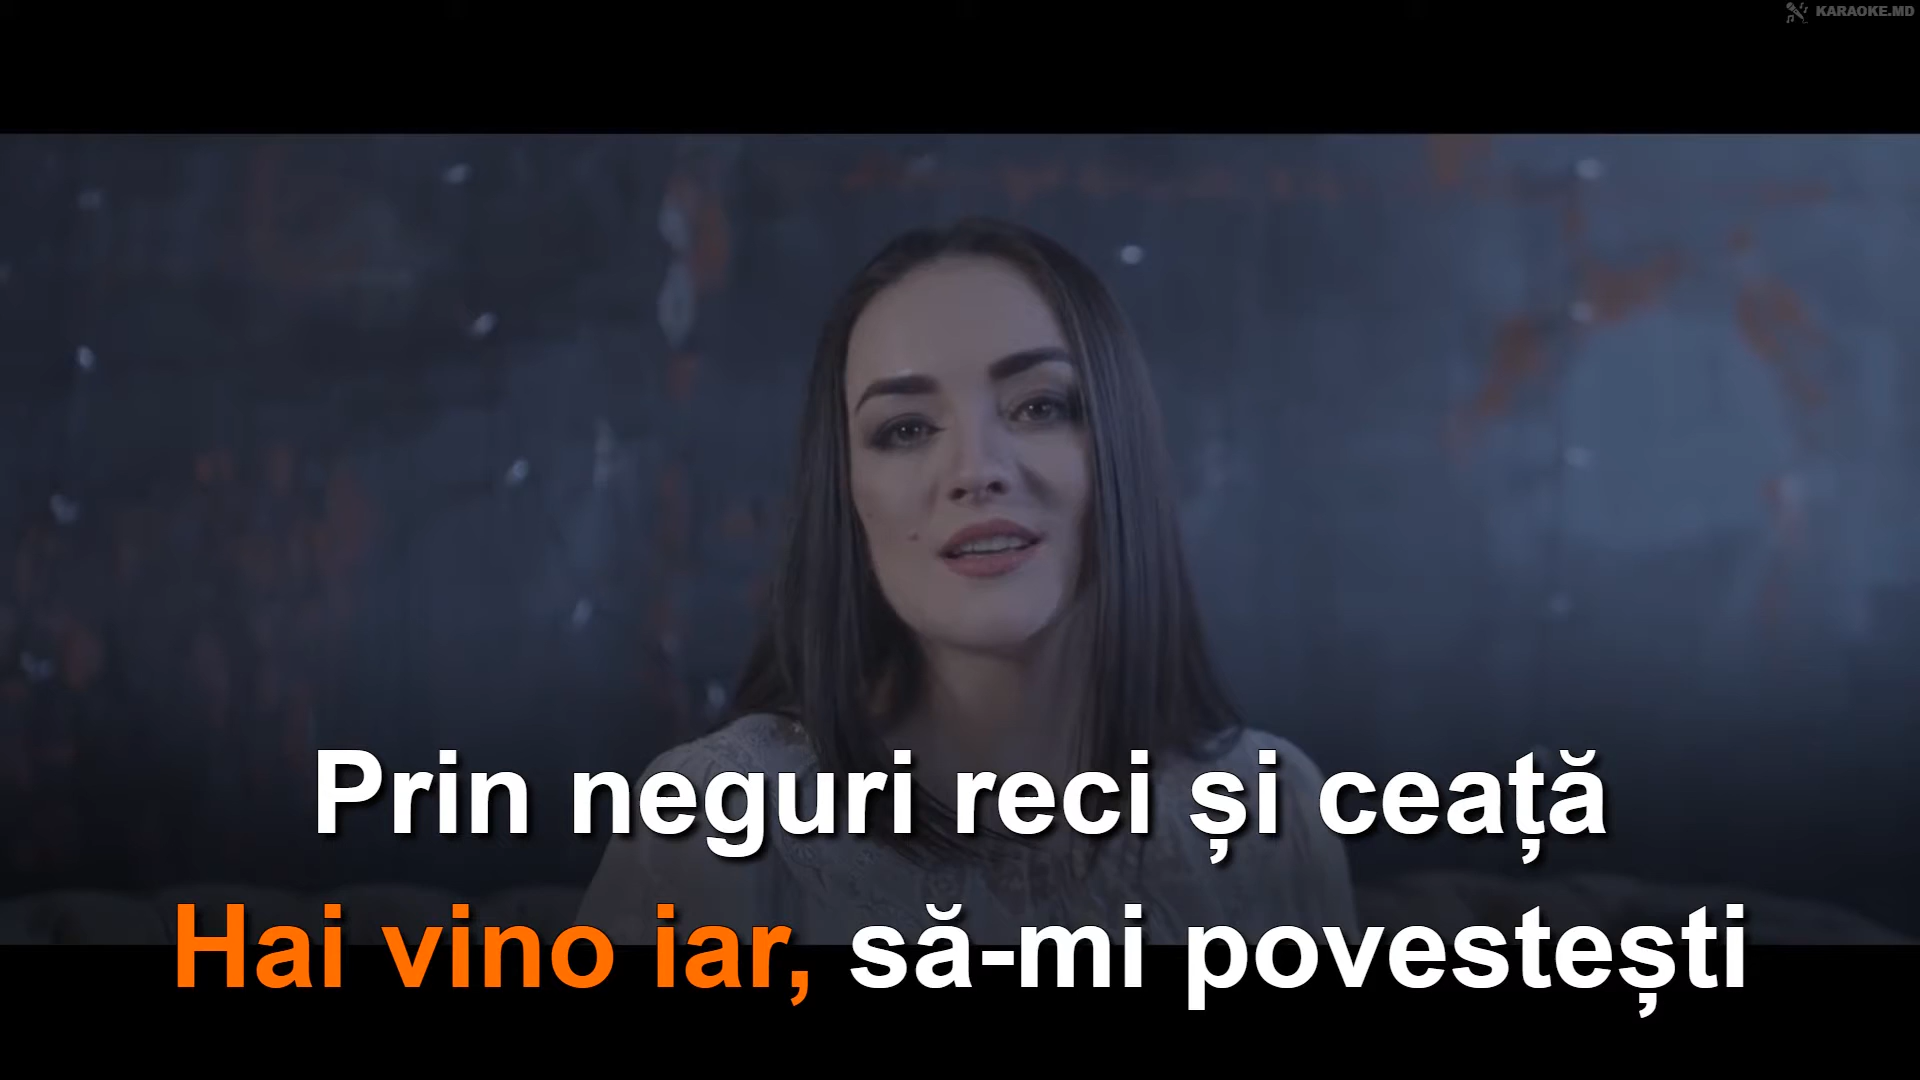 KARAOKE.MD
Prin neguri reci și ceață
Hai vino iar, să-mi povestești